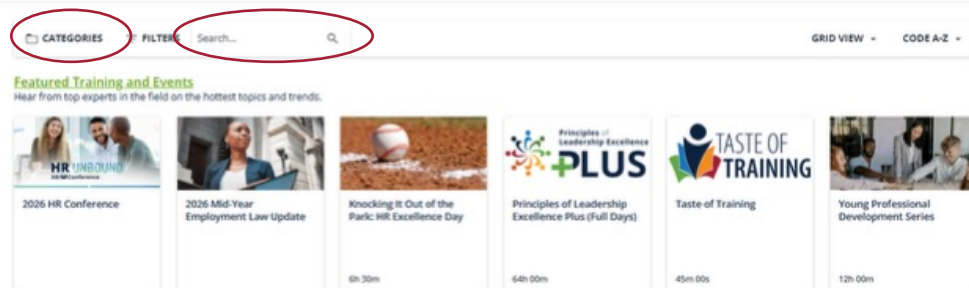 CATEGORIES
FILTERS
Search...
GRID VIEW
CODE A-Z
Featured Training and Events
Hear from top experts in the field on the hottest topics and trends.
HR UNBOUND
2026 HR Conference
2026 Mid-Year
Employment Law Update
Knocking It Out of the
Park: HR Excellence Day
6h 30m
Principles of
Leadership Excellence
PLUS
Principles of Leadership
Excellence Plus (Full Days)
64h 00m
TASTE OF
TRAINING
Taste of Training
45m 00s
Young Professional
Development Series
12h 00m